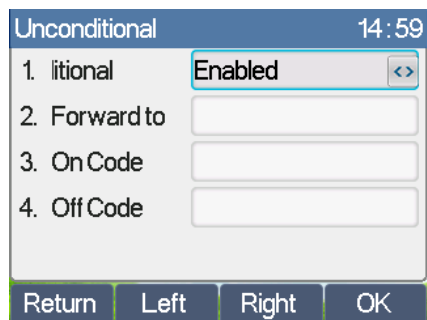 Unconditional 14:59
1. litional Enabled <>
2. Forward to
3. On Code
4. Off Code
Return Left Right OK